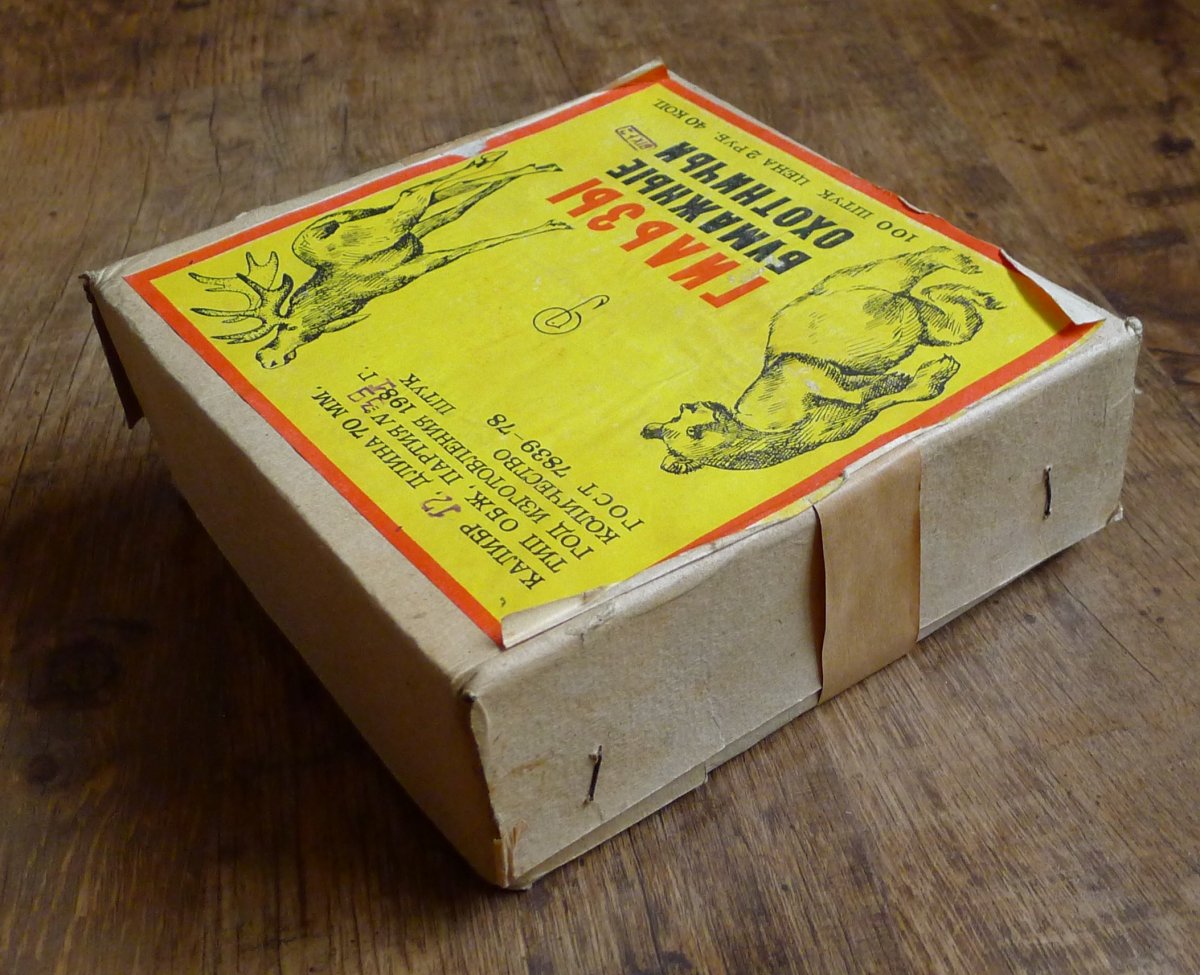 ГИЛЬЗЫ
БУМАЖНЫЕ
ОХОТНИЧЬИ
100 ШТУК ЦЕНА 2 РУБ. 40 КОП.
КАЛИБР 12, ДЛИНА 70 ММ,
ТИП ОБЖ, ПАРТИЯ N
ГОД ИЗГОТОВЛЕНИЯ 198 Г.
КОЛИЧЕСТВО ШТУК
ГОСТ 7839-78